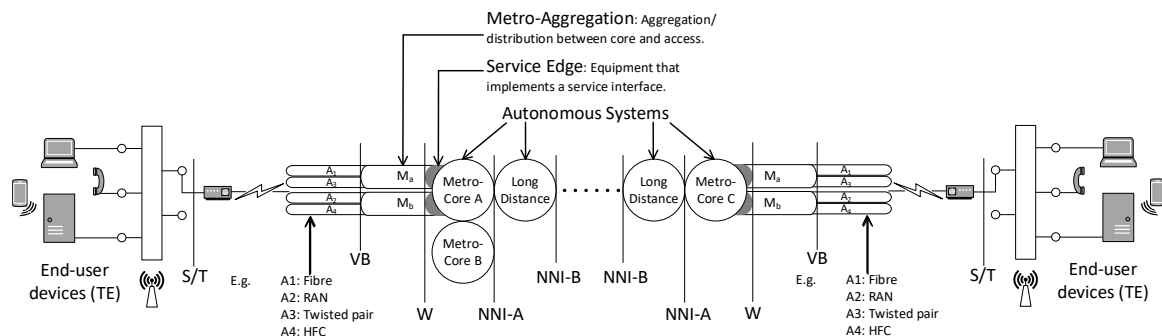 Metro-Aggregation: Aggregation/
distribution between core and access.
Service Edge: Equipment that
implements a service interface.
Autonomous Systems
A1
A3
A2
A4
Ma
Mb
Metro-
Core A
Long
Distance
Metro-
Core B
Long
Distance
Metro-
Core C
Ma
Mb
A1
A3
A2
A4
End-user
devices (TE)
S/T
E.g.
A1: Fibre
A2: RAN
A3: Twisted pair
A4: HFC
VB
W
NNI-A
NNI-B
NNI-B
NNI-A
W
VB
E.g.
A1: Fibre
A2: RAN
A3: Twisted pair
A4: HFC
S/T
End-user
devices (TE)